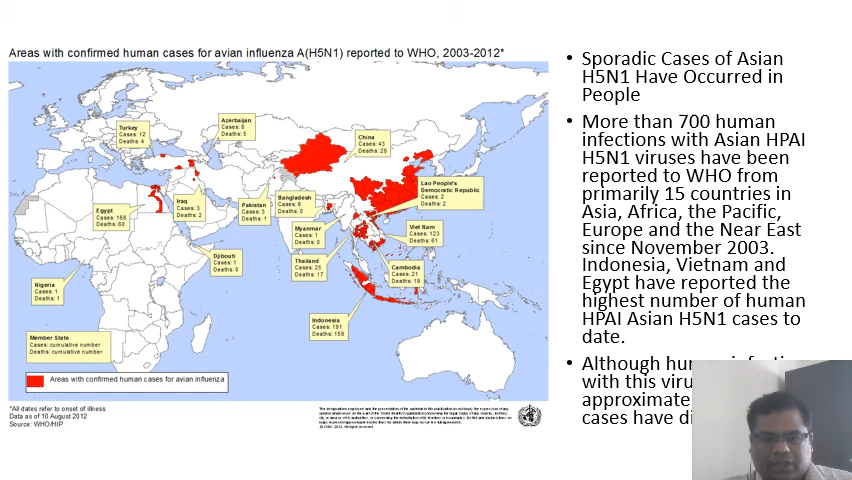 Areas with confirmed human cases for avian influenza A(H5N1) reported to WHO, 2003-2012*
Azerbaijan
Cases: 8
Deaths: 5
Turkey
Cases: 12
Deaths: 4
China
Cases: 43
Deaths: 28
Lao People's
Democratic Republic
Cases: 2
Deaths: 2
Egypt
Cases: 168
Deaths: 60
Iraq
Cases: 3
Deaths: 2
Pakistan
Cases: 3
Deaths: 1
Bangladesh
Cases: 6
Deaths: 0
Myanmar
Cases: 1
Deaths: 0
Viet Nam
Cases: 123
Deaths: 61
Djibouti
Cases: 1
Deaths: 0
Thailand
Cases: 25
Deaths: 17
Cambodia
Cases: 21
Deaths: 19
Nigeria
Cases: 1
Deaths: 1
Indonesia
Cases: 191
Deaths: 159
Member State
Cases: cumulative number
Deaths: cumulative number
Areas with confirmed human cases for avian influenza
*All dates refer to onset of illness
Data as of 10 August 2012
Source: WHO/HIP
• Sporadic Cases of Asian
H5N1 Have Occurred in
People
• More than 700 human
infections with Asian HPAI
H5N1 viruses have been
reported to WHO from
primarily 15 countries in
Asia, Africa, the Pacific,
Europe and the Near East
since November 2003.
Indonesia, Vietnam and
Egypt have reported the
highest number of human
HPAI Asian H5N1 cases to
date.
• Although hum
with this viru
approximate
cases have di